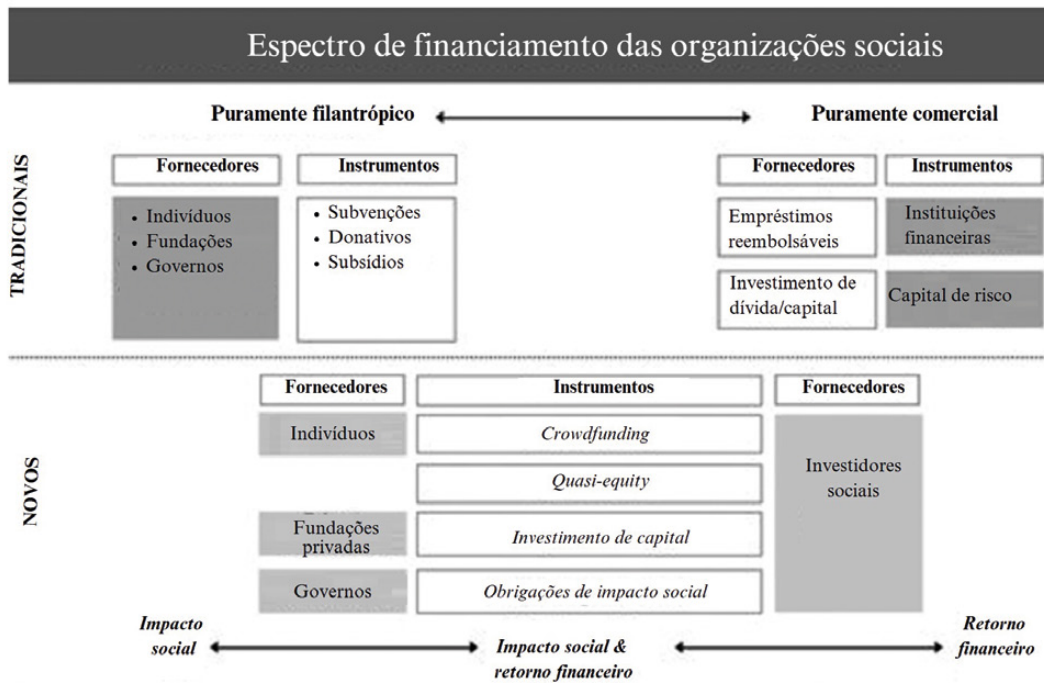 Espectro de financiamento das organizações sociais
Puramente filantrópico
Puramente comercial
TRADICIONAIS
Fornecedores
Instrumentos
• Indivíduos
• Fundações
• Governos
• Subvenções
• Donativos
• Subsídios
Fornecedores
Instrumentos
Empréstimos
reembolsáveis
Instituições
financeiras
Investimento de
dívida/capital
Capital de risco
NOVOS
Fornecedores
Instrumentos
Fornecedores
Indivíduos
Crowdfunding
Quasi-equity
Fundações
privadas
Investimento de capital
Governos
Obrigações de impacto social
Investidores
sociais
Impacto
social
Impacto social &
retorno financeiro
Retorno
financeiro